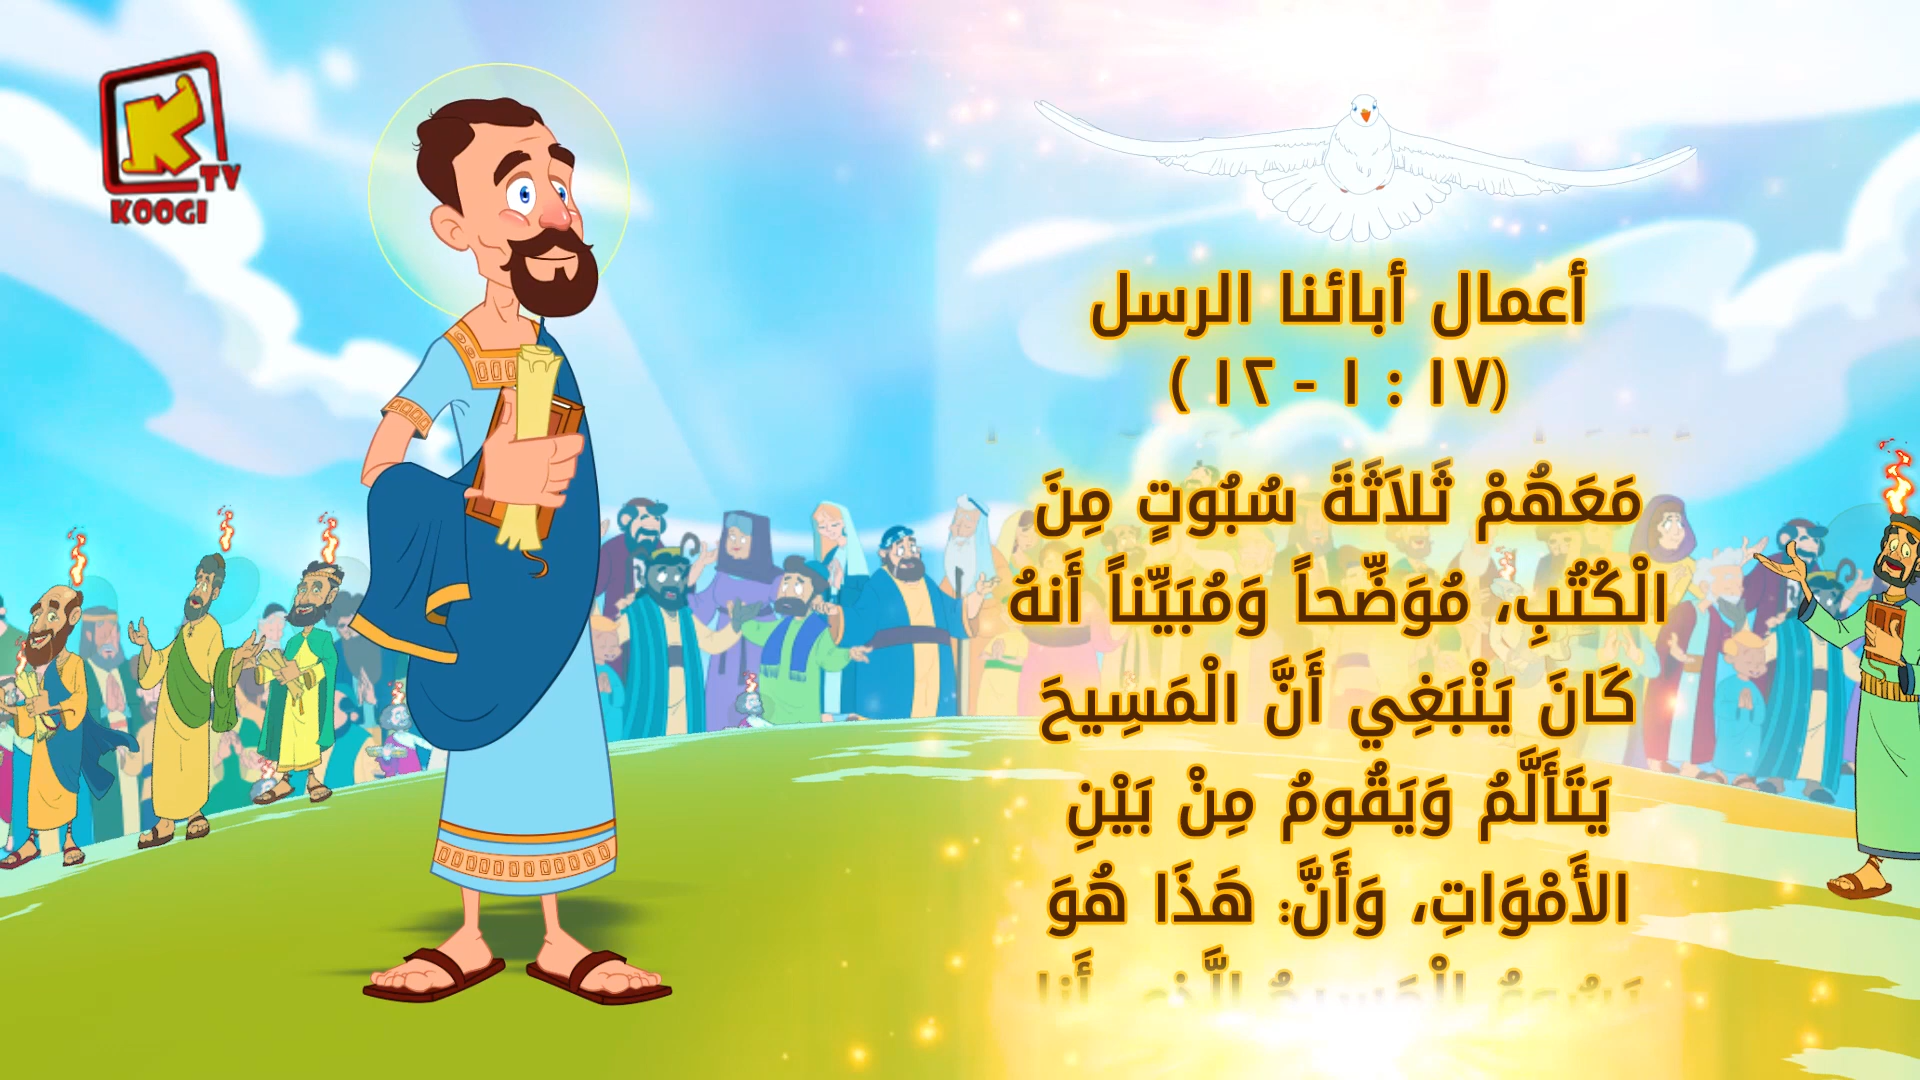 K TV
KOOGI
أعمال أبائنا الرسل
(١٧ : ١ - ١٢ )
مَعَهُمْ ثَلاَثَةَ سُبُوتٍ مِنَ
الْكُتُبِ، مُوَضِّحاً وَمُبَيِّناً أَنهُ
كَانَ يَنْبَغِي أَنَّ الْمَسِيحَ
يَتَأَلَّمُ وَيَقُومُ مِنْ بَيْنِ
الأَمْوَاتِ، وَأَنَّ: هَذَا هُوَ